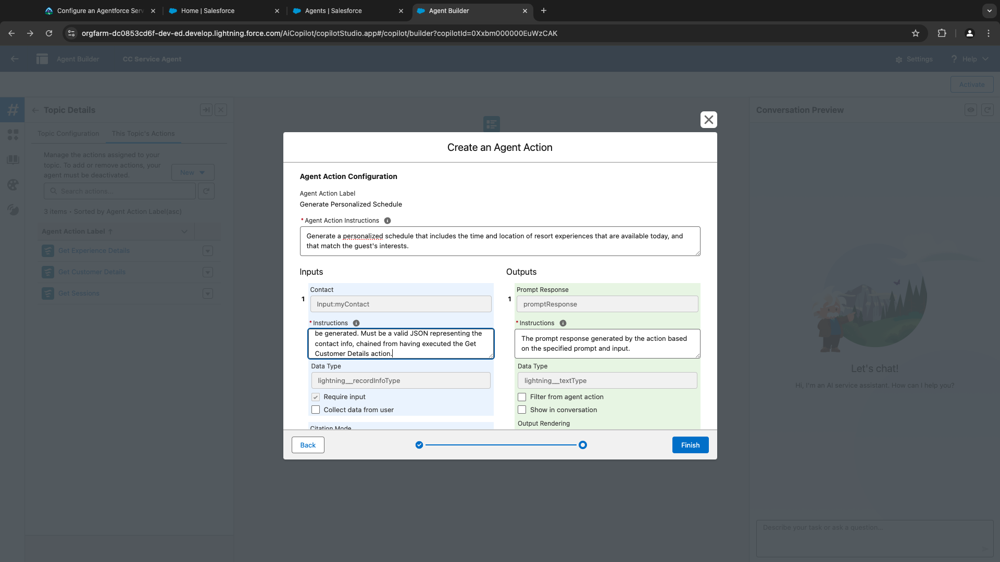 Configure an Agentforce Serv
Home | Salesforce
Agents | Salesforce
Agent Builder
orgfarm-dc0853cd6f-dev-ed.develop.lightning.force.com/AiCopilot/copilotStudio.app#/copilot/builder?copilotId=0Xxbm000000EuWzCAK
Agent Builder
CC Service Agent
Settings
Help
Activate
Topic Details
Topic Configuration
This Topic's Actions
Manage the actions assigned to your
topic. To add or remove actions, your
agent must be deactivated.
New
Search actions...
3 items • Sorted by Agent Action Label(asc)
Agent Action Label ↑
Get Experience Details
Get Customer Details
Get Sessions
Create an Agent Action
Agent Action Configuration
Agent Action Label
Generate Personalized Schedule
* Agent Action Instructions
Generate a personalized schedule that includes the time and location of resort experiences that are available today, and
that match the guest's interests.
Inputs
1
Contact
Input:myContact
* Instructions
be generated. Must be a valid JSON representing the
contact info, chained from having executed the Get
Customer Details action.
Data Type
lightning__recordInfoType
Require input
Collect data from user
Citation Mode
Outputs
1
Prompt Response
promptResponse
* Instructions
The prompt response generated by the action based
on the specified prompt and input.
Data Type
lightning__textType
Filter from agent action
Show in conversation
Output Rendering
Back
Finish
Conversation Preview
Let's chat!
Hi, I'm an AI service assistant. How can I help you?
Describe your task or ask a question...